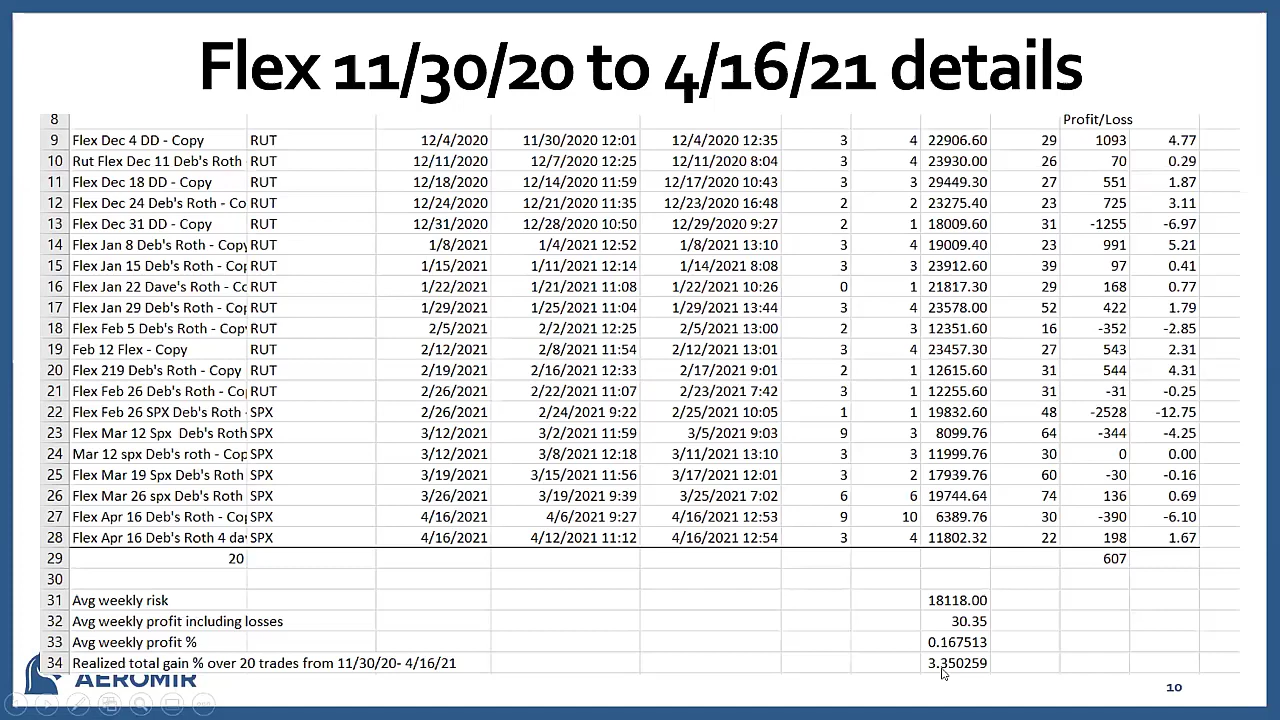 Flex 11/30/20 to 4/16/21 details
8 Profit/Loss
9 Flex Dec 4 DD - Copy RUT 12/4/2020 11/30/2020 12:01 12/4/2020 12:35 3 4 22906.60 29 1093 4.77
10 Rut Flex Dec 11 Deb's Roth RUT 12/11/2020 12/7/2020 12:25 12/11/2020 8:04 3 4 23930.00 26 70 0.29
11 Flex Dec 18 DD - Copy RUT 12/18/2020 12/14/2020 11:59 12/17/2020 10:43 3 3 29449.30 27 551 1.87
12 Flex Dec 24 Deb's Roth - Co RUT 12/24/2020 12/21/2020 11:35 12/23/2020 16:48 2 2 23275.40 23 725 3.11
13 Flex Dec 31 DD - Copy RUT 12/31/2020 12/28/2020 10:50 12/29/2020 9:27 2 1 18009.60 31 -1255 -6.97
14 Flex Jan 8 Deb's Roth - Copy RUT 1/8/2021 1/4/2021 12:52 1/8/2021 13:10 3 4 19009.40 23 991 5.21
15 Flex Jan 15 Deb's Roth - Cop RUT 1/15/2021 1/11/2021 12:14 1/14/2021 8:08 3 3 23912.60 39 97 0.41
16 Flex Jan 22 Dave's Roth - Cc RUT 1/22/2021 1/21/2021 11:08 1/22/2021 10:26 0 1 21817.30 29 168 0.77
17 Flex Jan 29 Deb's Roth - Cop RUT 1/29/2021 1/25/2021 11:04 1/29/2021 13:44 3 4 23578.00 52 422 1.79
18 Flex Feb 5 Deb's Roth - Cop RUT 2/5/2021 2/2/2021 12:25 2/5/2021 13:00 2 3 12351.60 16 -352 -2.85
19 Feb 12 Flex - Copy RUT 2/12/2021 2/8/2021 11:54 2/12/2021 13:01 3 4 23457.30 27 543 2.31
20 Flex 219 Deb's Roth - Copy RUT 2/19/2021 2/16/2021 12:33 2/17/2021 9:01 2 1 12615.60 31 544 4.31
21 Flex Feb 26 Deb's Roth - Co RUT 2/26/2021 2/22/2021 11:07 2/23/2021 7:42 3 1 12255.60 31 -31 -0.25
22 Flex Feb 26 SPX Deb's Roth SPX 2/26/2021 2/24/2021 9:22 2/25/2021 10:05 1 1 19832.60 48 -2528 -12.75
23 Flex Mar 12 Spx Deb's Roth SPX 3/12/2021 3/2/2021 11:59 3/5/2021 9:03 9 3 8099.76 64 -344 -4.25
24 Mar 12 spx Deb's roth - Cop SPX 3/12/2021 3/8/2021 12:18 3/11/2021 13:10 3 3 11999.76 30 0 0.00
25 Flex Mar 19 Spx Deb's Roth SPX 3/19/2021 3/15/2021 11:56 3/17/2021 12:01 3 2 17939.76 60 -30 -0.16
26 Flex Mar 26 spx Deb's Roth SPX 3/26/2021 3/19/2021 9:39 3/25/2021 7:02 6 6 19744.64 74 136 0.69
27 Flex Apr 16 Deb's Roth - Cop SPX 4/16/2021 4/6/2021 9:27 4/16/2021 12:53 9 10 6389.76 30 -390 -6.10
28 Flex Apr 16 Deb's Roth 4 da SPX 4/16/2021 4/12/2021 11:12 4/16/2021 12:54 3 4 11802.32 22 198 1.67
29 20 607
30
31 Avg weekly risk 18118.00
32 Avg weekly profit including losses 30.35
33 Avg weekly profit % 0.167513
34 Realized total gain % over 20 trades from 11/30/20- 4/16/21 3.350259
AEROMIR
10